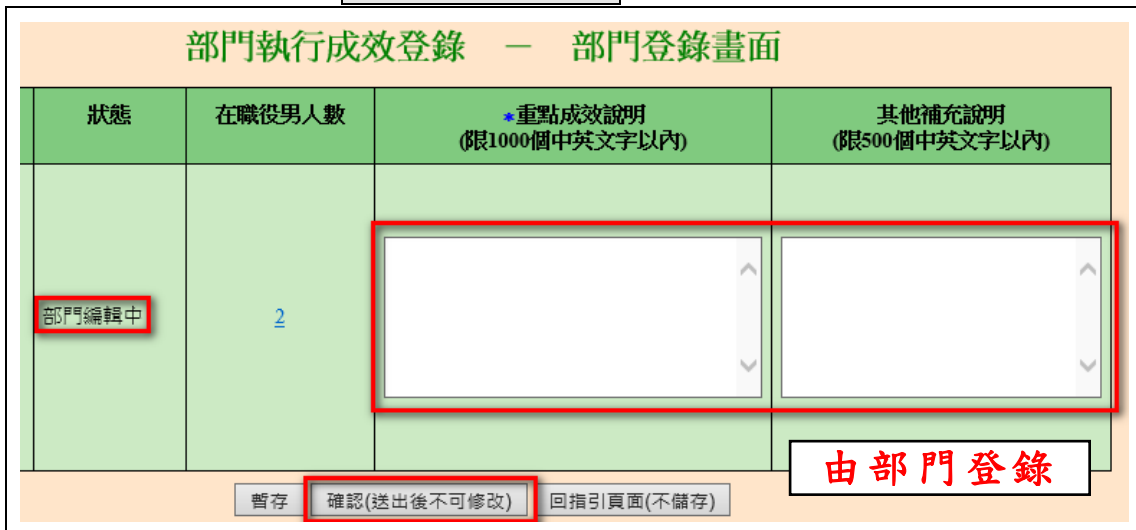 部門執行成效登錄 － 部門登錄畫面
狀態
在職役男人數
*重點成效說明
(限1000個中英文字以內)
其他補充說明
(限500個中英文字以內)
部門編輯中
2
由部門登錄
暫存
確認(送出後不可修改)
回指引頁面(不儲存)